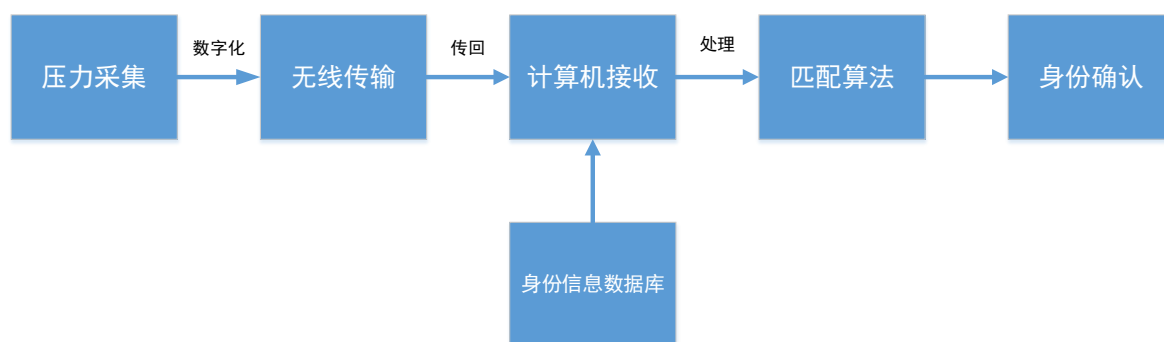 数字化
传回
处理
压力采集
无线传输
计算机接收
匹配算法
身份确认
身份信息数据库